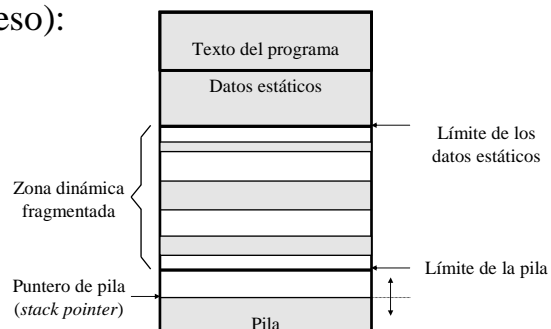 eso):
Texto del programa
Datos estáticos
Límite de los
datos estáticos
Zona dinámica
fragmentada
Límite de la pila
Puntero de pila
(stack pointer)
Pila